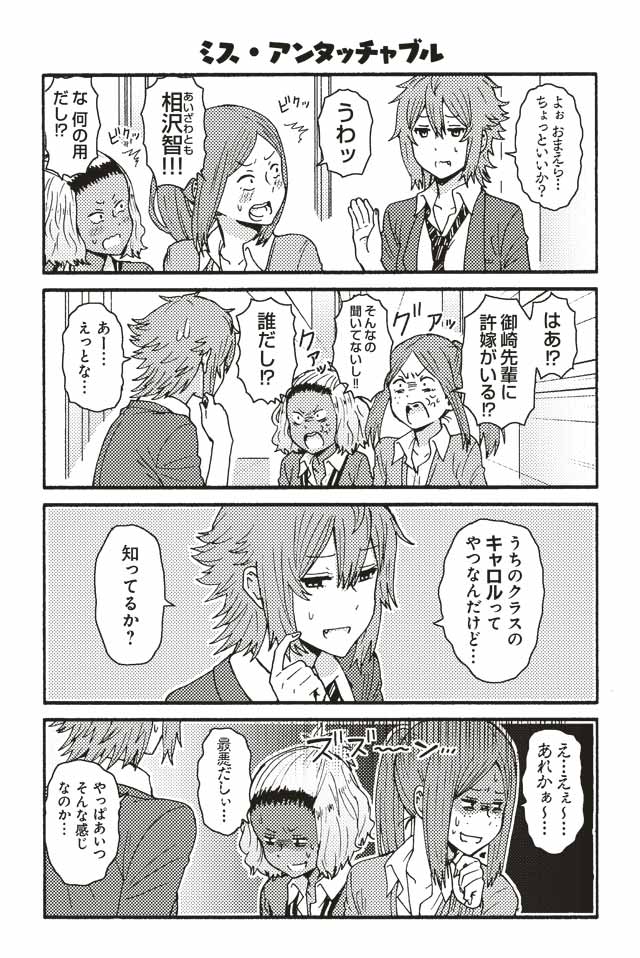 ミス・アンタッチャブル
よぉ おまえら…
ちょっといいか?
うわッ
ビクッ
あいざわとも
相沢智!!!
ビクッ
な 何の用
だし!?
はあ!?
御崎先輩に
許嫁がいる!?
グアッ
そんなの
聞いてないし!!
クアッ
誰だし!?
あー…
えっとな…
うちのクラスの
キャロルって
やつなんだけど…
知ってるか?
え…えぇ〜…
あれかぁ〜…
ズズ〜ーン…
最悪だしぃ…
やっぱあいつ
そんな感じ
なのか…